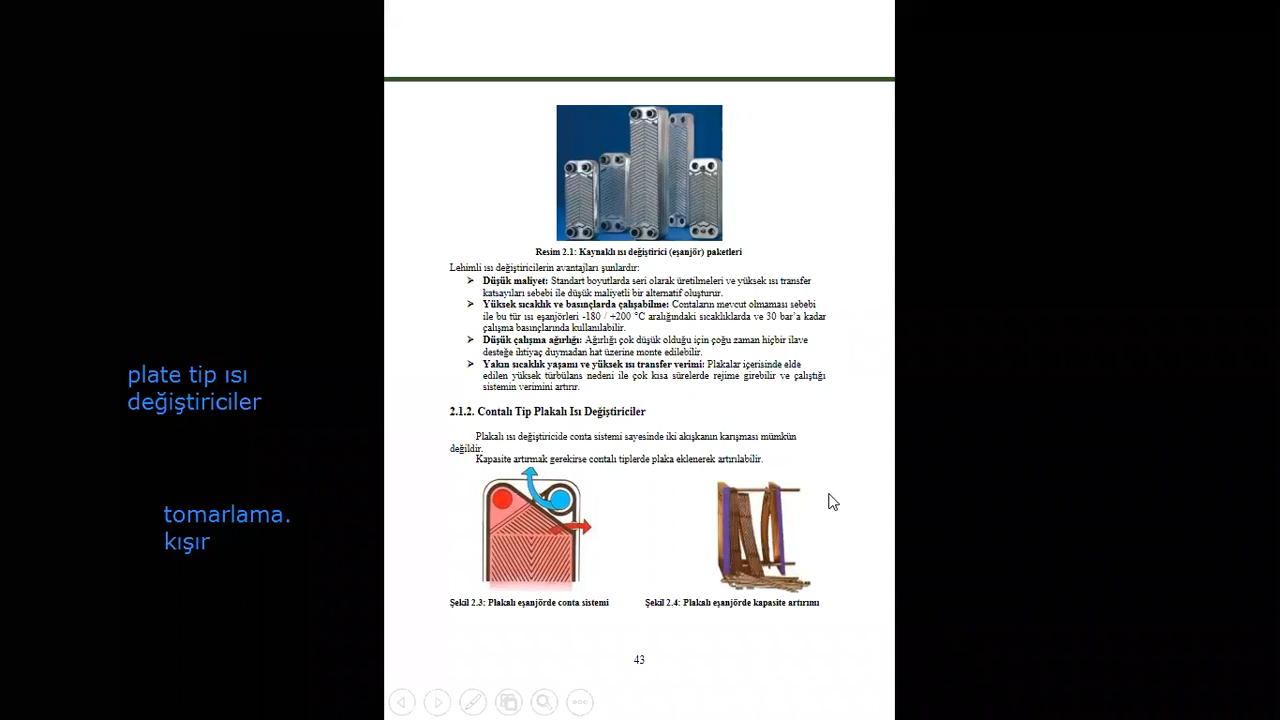 Resim 2.1: Kaynaklı ısı değiştirici (eşanjör) paketleri
Lehimli ısı değiştiricilerin avantajları şunlardır:
➤ Düşük maliyet: Standart boyutlarda seri olarak üretilmeleri ve yüksek ısı transfer
katsayıları sebebi ile düşük maliyetli bir alternatif oluşturur.
➤ Yüksek sıcaklık ve basınçlarda çalışabilme: Contaların mevcut olmaması sebebi
ile bu tür ısı eşanjörleri -180 / +200 °C aralığındaki sıcaklıklarda ve 30 bar’a kadar
çalışma basınçlarında kullanılabilir.
➤ Düşük çalışma ağırlığı: Ağırlığı çok düşük olduğu için çoğu zaman hiçbir ilave
desteğe ihtiyaç duymadan hat üzerine monte edilebilir.
➤ Yakın sıcaklık yaşamı ve yüksek ısı transfer verimi: Plakalar içerisinde elde
edilen yüksek türbülans nedeni ile çok kısa sürelerde rejime girebilir ve çalıştığı
sistemin verimini artırır.
2.1.2. Contalı Tip Plakalı Isı Değiştiriciler
Plakalı ısı değiştiricide conta sistemi sayesinde iki akışkanın karışması mümkün
değildir.
Kapasite artırmak gerekirse contalı tiplerde plaka eklenerek artırılabilir.
Şekil 2.3: Plakalı eşanjörde conta sistemi
Şekil 2.4: Plakalı eşanjörde kapasite artırımı
43
plate tip ısı
değiştiriciler
tomarlama.
kışır